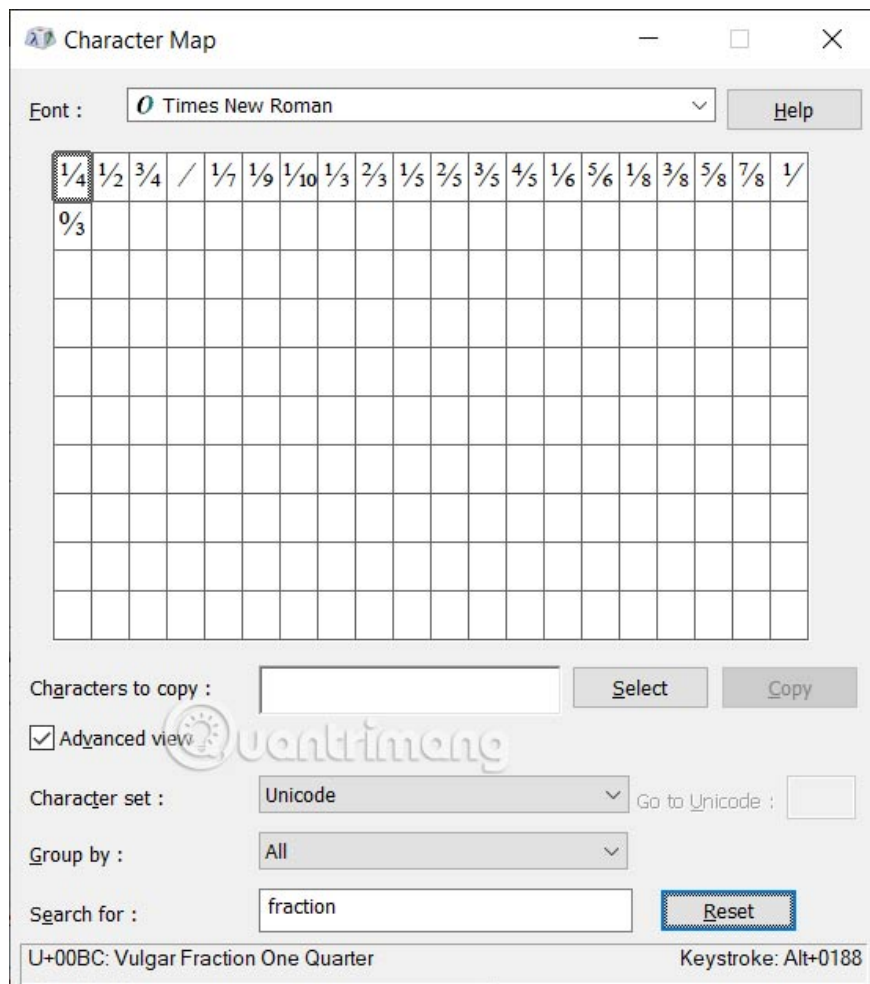 Character Map
Font : Times New Roman Help
¼ ½ ¾ ⁄ ⅐ ⅑ ⅒ ⅓ ⅔ ⅕ ⅖ ⅗ ⅘ ⅙ ⅚ ⅛ ⅜ ⅝ ⅞ ⅟
↉
Characters to copy : Select Copy
Advanced view
Quantrimang
Character set : Unicode Go to Unicode :
Group by : All
Search for : fraction Reset
U+00BC: Vulgar Fraction One Quarter Keystroke: Alt+0188